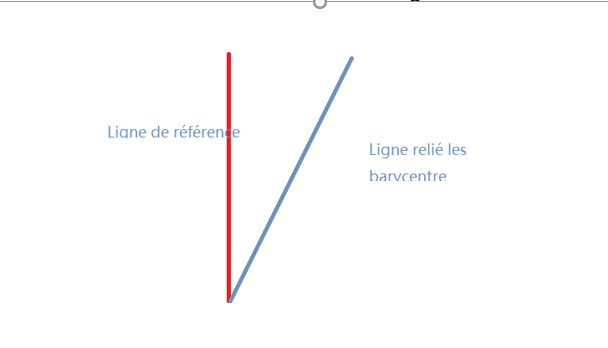 Ligne de référence
Ligne relié les
barycentre